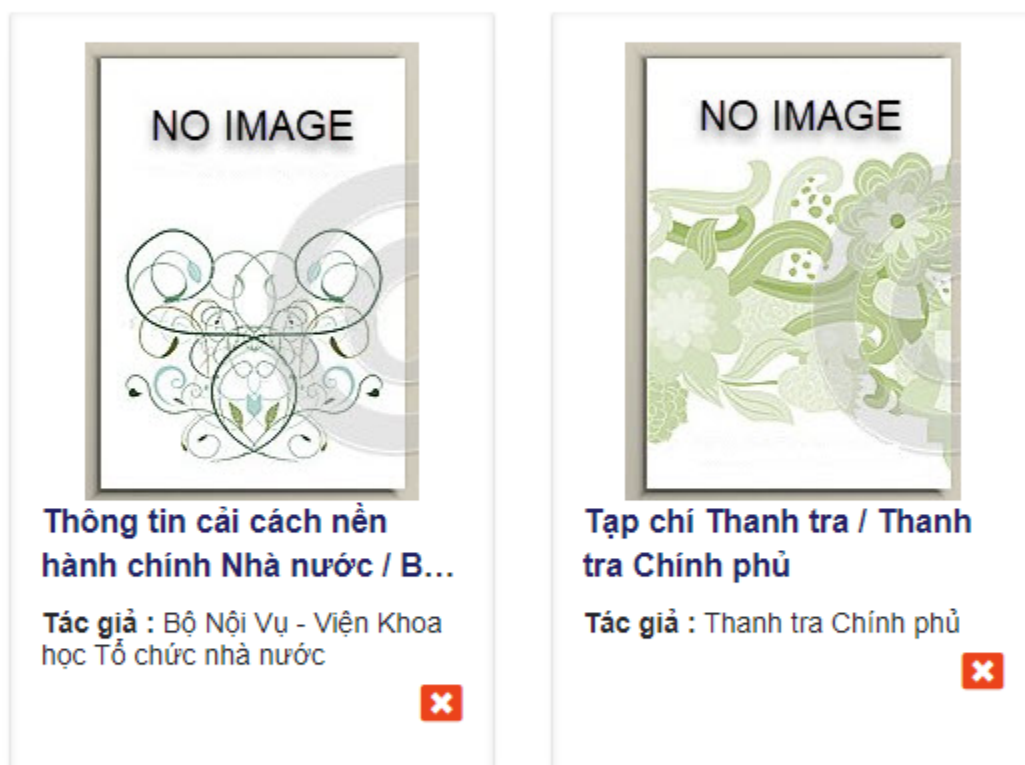 NO IMAGE
Thông tin cải cách nền
hành chính Nhà nước / B...
Tác giả : Bộ Nội Vụ - Viện Khoa
học Tổ chức nhà nước
NO IMAGE
Tạp chí Thanh tra / Thanh
tra Chính phủ
Tác giả : Thanh tra Chính phủ